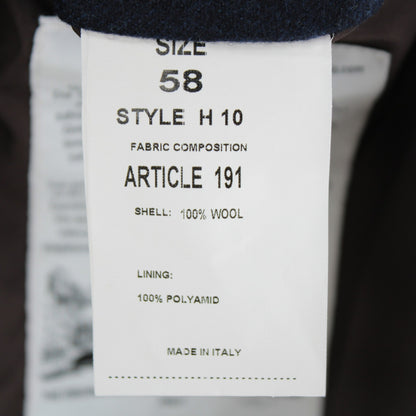 SIZE
58
STYLE H 10
FABRIC COMPOSITION
ARTICLE 191
SHELL: 100% WOOL
LINING:
100% POLYAMID
MADE IN ITALY